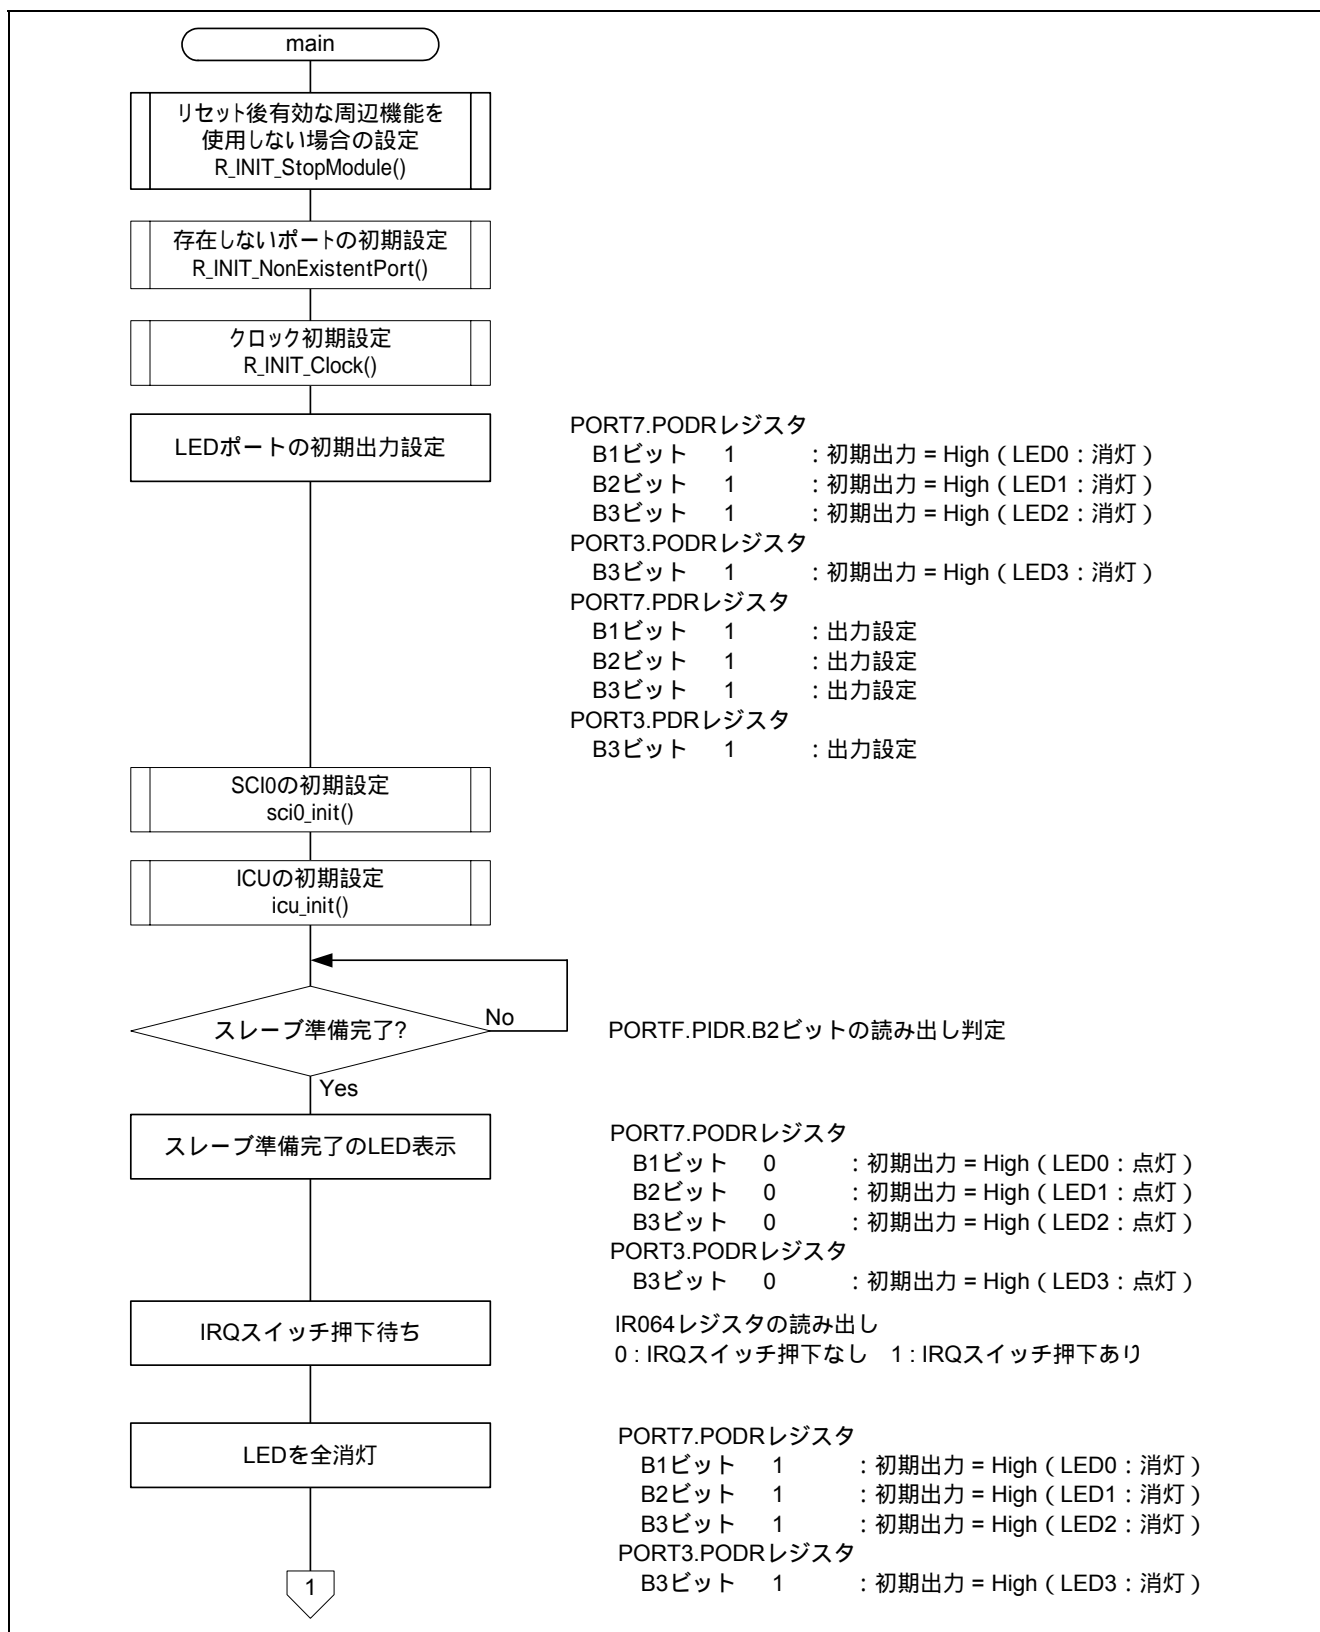 main
リセット後有効な周辺機能を
使用しない場合の設定
R_INIT_StopModule()
存在しないポートの初期設定
R_INIT_NonExistentPort()
クロック初期設定
R_INIT_Clock()
LEDポートの初期出力設定
PORT7.PODRレジスタ
B1ビット 1 : 初期出力 = High ( LED0 : 消灯 )
B2ビット 1 : 初期出力 = High ( LED1 : 消灯 )
B3ビット 1 : 初期出力 = High ( LED2 : 消灯 )
PORT3.PODRレジスタ
B3ビット 1 : 初期出力 = High ( LED3 : 消灯 )
PORT7.PDRレジスタ
B1ビット 1 : 出力設定
B2ビット 1 : 出力設定
B3ビット 1 : 出力設定
PORT3.PDRレジスタ
B3ビット 1 : 出力設定
SCI0の初期設定
sci0_init()
ICUの初期設定
icu_init()
スレーブ準備完了?
No
PORTF.PIDR.B2ビットの読み出し判定
Yes
スレーブ準備完了のLED表示
PORT7.PODRレジスタ
B1ビット 0 : 初期出力 = High ( LED0 : 点灯 )
B2ビット 0 : 初期出力 = High ( LED1 : 点灯 )
B3ビット 0 : 初期出力 = High ( LED2 : 点灯 )
PORT3.PODRレジスタ
B3ビット 0 : 初期出力 = High ( LED3 : 点灯 )
IRQスイッチ押下待ち
IR064レジスタの読み出し
0 : IRQスイッチ押下なし 1 : IRQスイッチ押下あり
LEDを全消灯
PORT7.PODRレジスタ
B1ビット 1 : 初期出力 = High ( LED0 : 消灯 )
B2ビット 1 : 初期出力 = High ( LED1 : 消灯 )
B3ビット 1 : 初期出力 = High ( LED2 : 消灯 )
PORT3.PODRレジスタ
B3ビット 1 : 初期出力 = High ( LED3 : 消灯 )
1